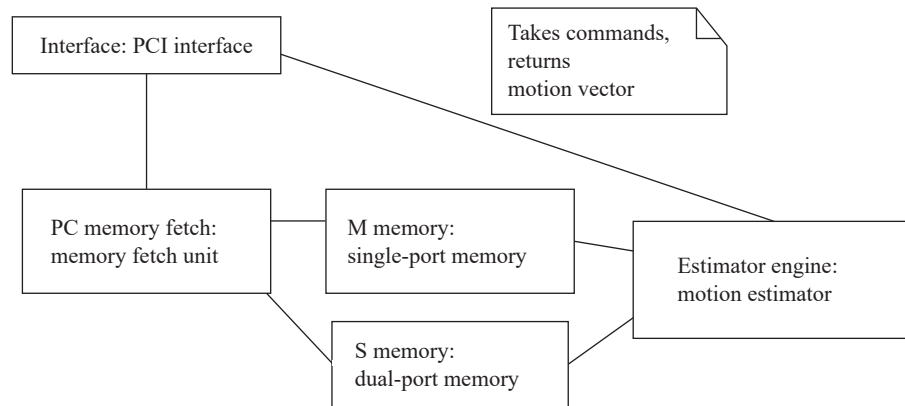 Interface: PCI interface
Takes commands,
returns
motion vector
PC memory fetch:
memory fetch unit
M memory:
single-port memory
Estimator engine:
motion estimator
S memory:
dual-port memory